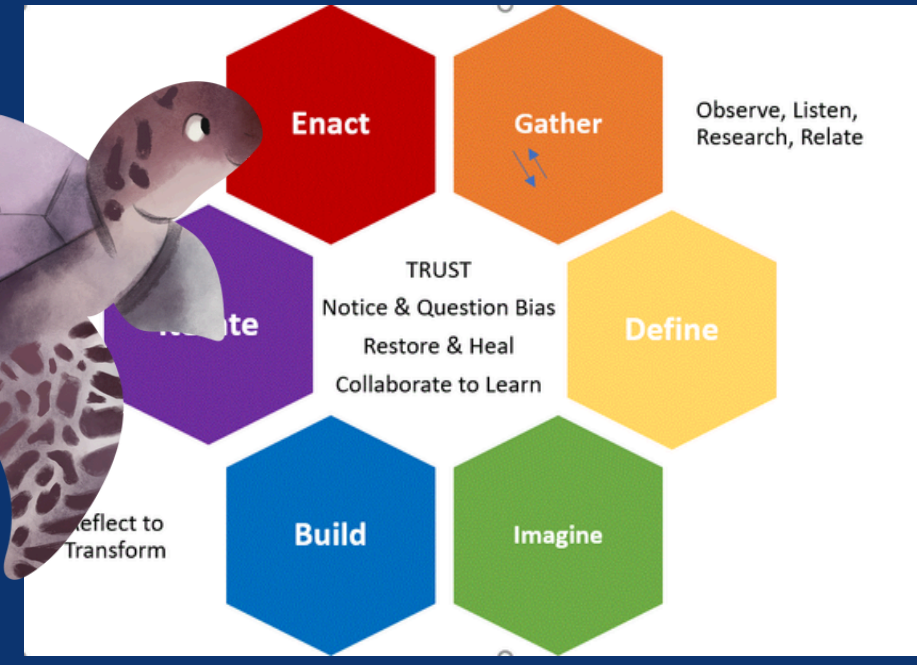 Enact
Gather
Observe, Listen,
Research, Relate
TRUST
Notice & Question Bias
Restore & Heal
Collaborate to Learn
Define
to
Transform
Build
Imagine